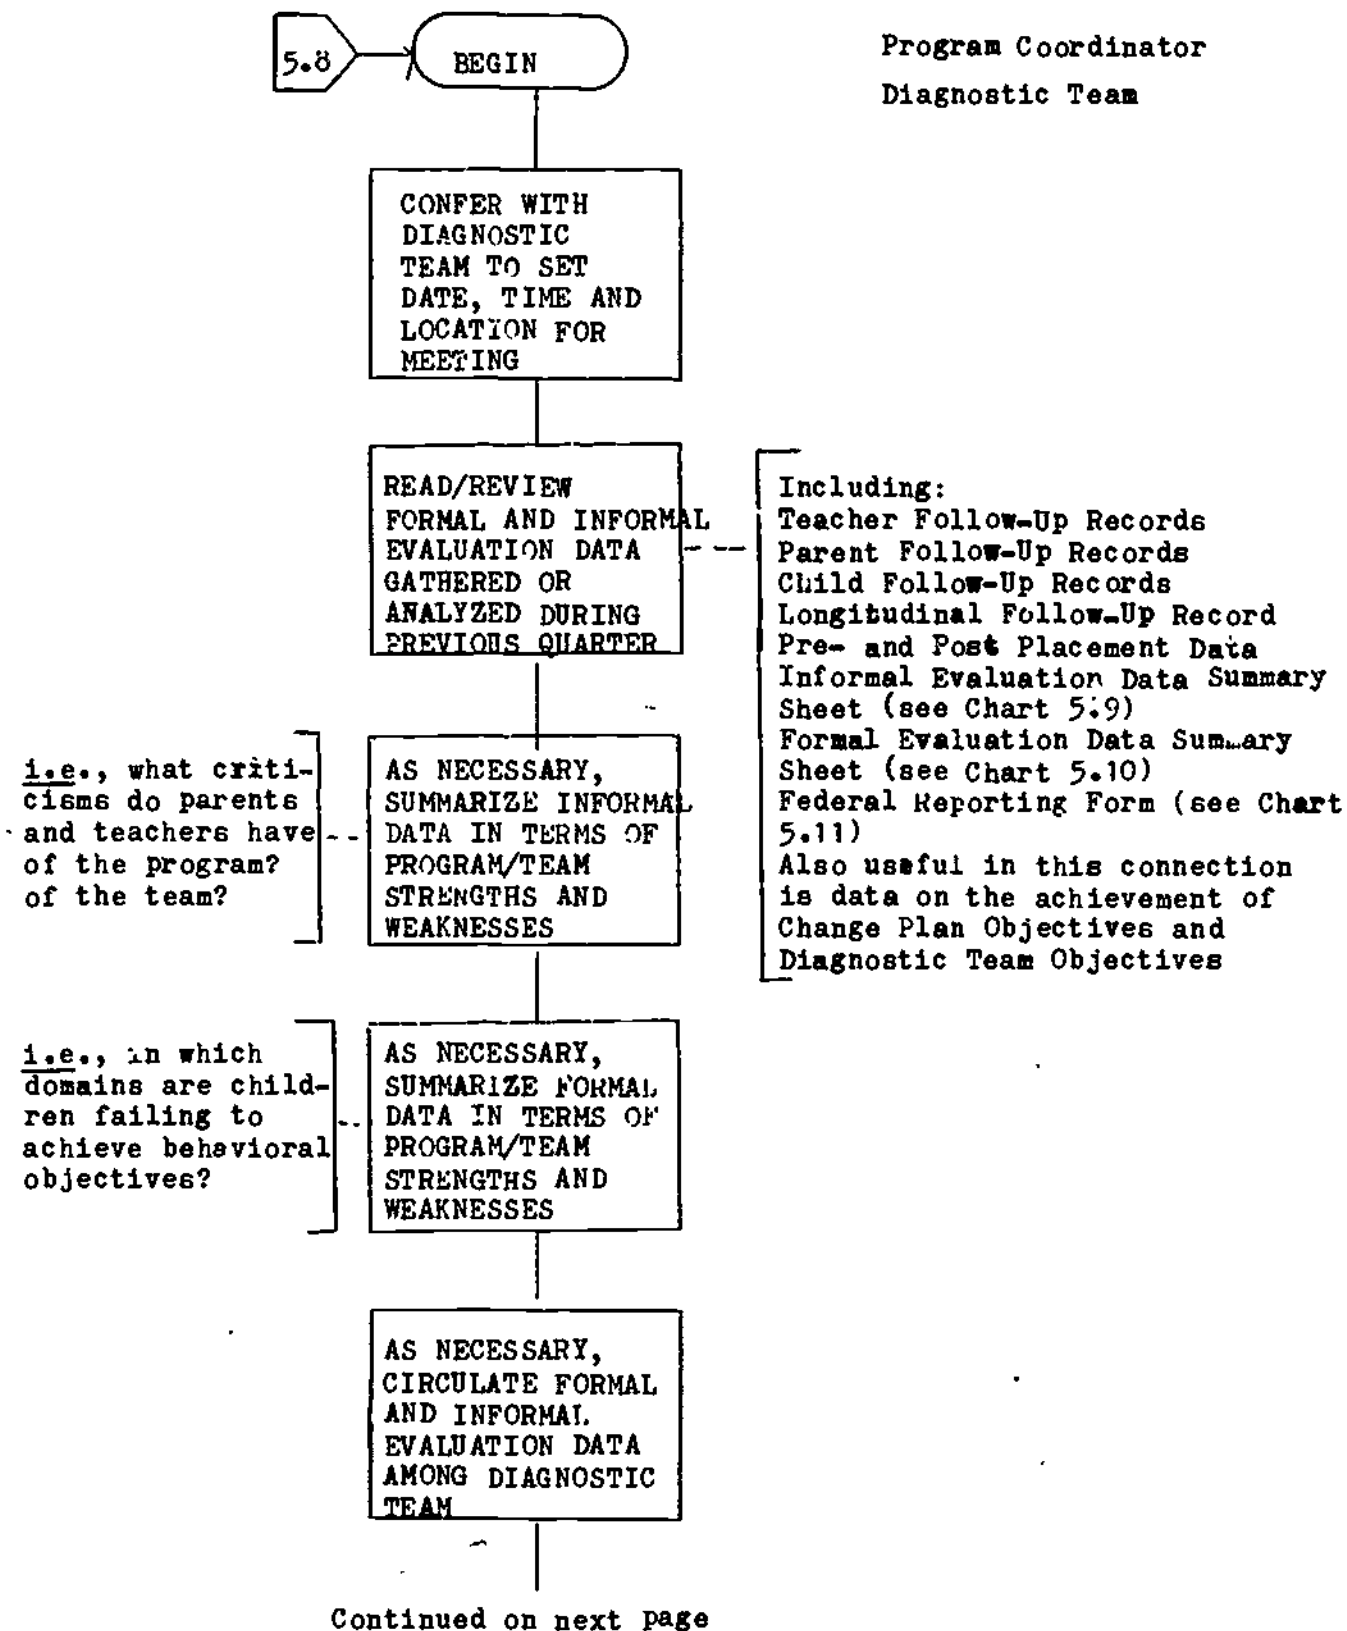 5.8
BEGIN
Program Coordinator
Diagnostic Team
CONFER WITH
DIAGNOSTIC
TEAM TO SET
DATE, TIME AND
LOCATION FOR
MEETING
READ/REVIEW
FORMAL AND INFORMAL
EVALUATION DATA
GATHERED OR
ANALYZED DURING
PREVIOUS QUARTER
Including:
Teacher Follow-Up Records
Parent Follow-Up Records
Child Follow-Up Records
Longitudinal Follow-Up Record
Pre- and Post Placement Data
Informal Evaluation Data Summary
Sheet (see Chart 5.9)
Formal Evaluation Data Summary
Sheet (see Chart 5.10)
Federal Reporting Form (see Chart
5.11)
Also useful in this connection
is data on the achievement of
Change Plan Objectives and
Diagnostic Team Objectives
i.e., what criti-
cisms do parents
and teachers have
of the program?
of the team?
AS NECESSARY,
SUMMARIZE INFORMAL
DATA IN TERMS OF
PROGRAM/TEAM
STRENGTHS AND
WEAKNESSES
i.e., in which
domains are child-
ren failing to
achieve behavioral
objectives?
AS NECESSARY,
SUMMARIZE FORMAL
DATA IN TERMS OF
PROGRAM/TEAM
STRENGTHS AND
WEAKNESSES
AS NECESSARY,
CIRCULATE FORMAL
AND INFORMAL
EVALUATION DATA
AMONG DIAGNOSTIC
TEAM
Continued on next page